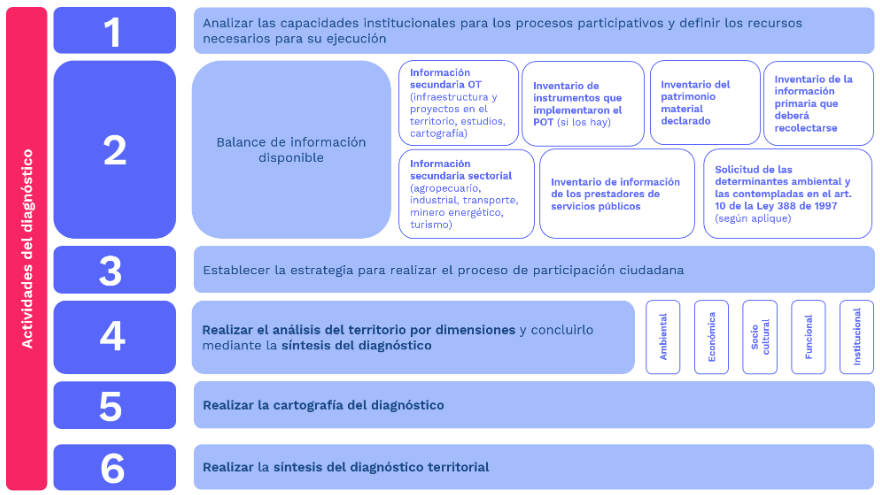 Actividades del diagnóstico
1
Analizar las capacidades institucionales para los procesos participativos y definir los recursos
necesarios para su ejecución
2
Balance de información
disponible
Información
secundaria OT
(infraestructura y
proyectos en el
territorio, estudios,
cartografía)
Inventario de
instrumentos que
implementaron el
POT (si los hay)
Inventario del
patrimonio
material
declarado
Inventario de la
información
primaria que
deberá
recolectarse
Información
secundaria sectorial
(agropecuario,
industrial, transporte,
minero energético,
turismo)
Inventario de información
de los prestadores de
servicios públicos
Solicitud de las
determinantes ambiental y
las contempladas en el art.
10 de la Ley 388 de 1997
(según aplique)
3
Establecer la estrategia para realizar el proceso de participación ciudadana
4
Realizar el análisis del territorio por dimensiones y concluirlo
mediante la síntesis del diagnóstico
Ambiental
Económica
Socio
cultural
Funcional
Institucional
5
Realizar la cartografía del diagnóstico
6
Realizar la síntesis del diagnóstico territorial